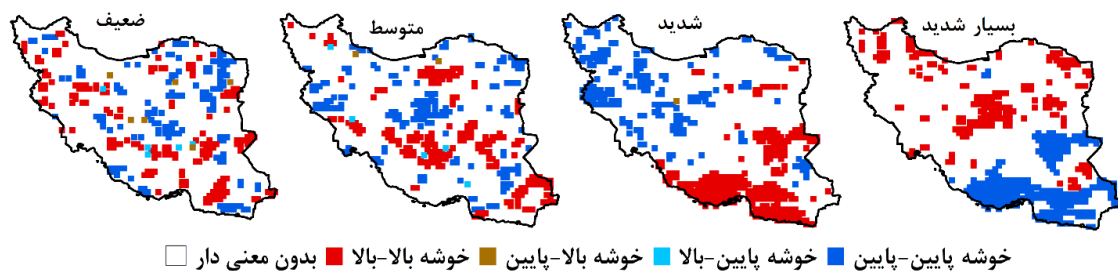 بسیار شدید
شدید
متوسط
ضعیف
خوشه پایین-پایین خوشه پایین-بالا خوشه بالا-پایین خوشه بالا-بالا بدون معنی دار